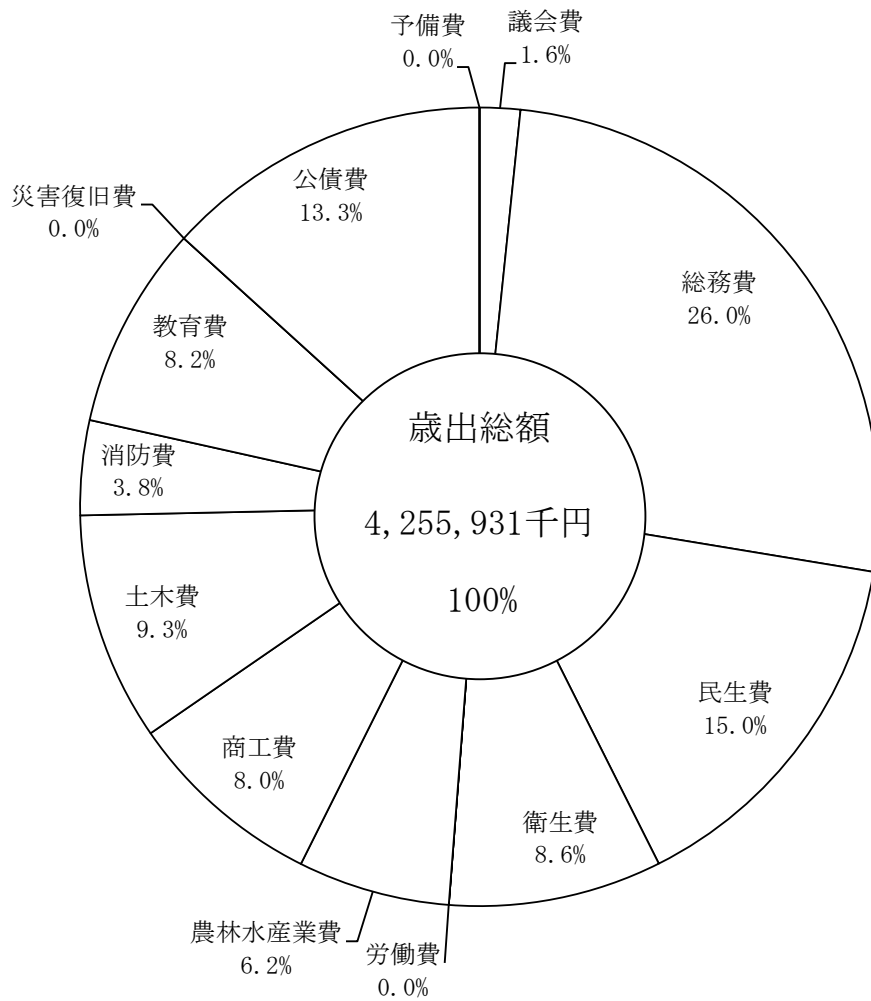 予備費
0.0%
議会費
1.6%
総務費
26.0%
民生費
15.0%
衛生費
8.6%
労働費
0.0%
農林水産業費
6.2%
商工費
8.0%
土木費
9.3%
消防費
3.8%
教育費
8.2%
災害復旧費
0.0%
公債費
13.3%
歳出総額
4,255,931千円
100%